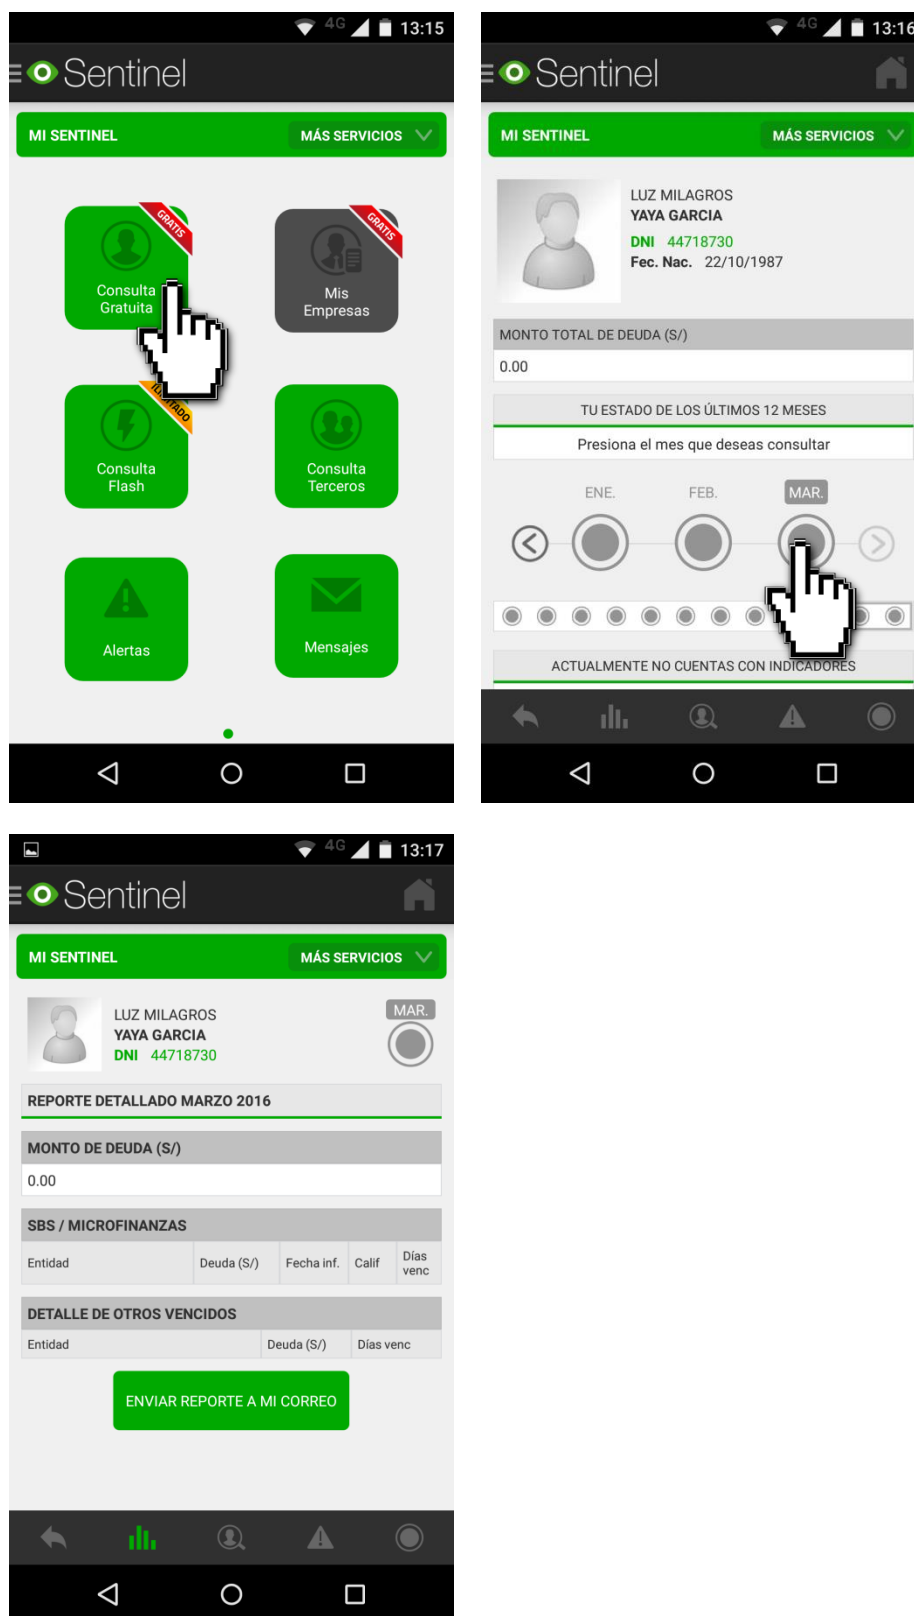 4G 13:15
Sentinel
MI SENTINEL MÁS SERVICIOS
GRATIS
Consulta
Gratuita
GRATIS
Mis
Empresas
Consulta
Flash
Consulta
Terceros
Alertas
Mensajes
4G 13:16
Sentinel
MI SENTINEL MÁS SERVICIOS
LUZ MILAGROS
YAYA GARCIA
DNI 44718730
Fec. Nac. 22/10/1987
MONTO TOTAL DE DEUDA (S/)
0.00
TU ESTADO DE LOS ÚLTIMOS 12 MESES
Presiona el mes que deseas consultar
ENE. FEB. MAR.
ACTUALMENTE NO CUENTAS CON INDICADORES
4G 13:17
Sentinel
MI SENTINEL MÁS SERVICIOS
LUZ MILAGROS
YAYA GARCIA
DNI 44718730
MAR.
REPORTE DETALLADO MARZO 2016
MONTO DE DEUDA (S/)
0.00
SBS / MICROFINANZAS
Entidad Deuda (S/) Fecha inf. Calif Días venc
DETALLE DE OTROS VENCIDOS
Entidad Deuda (S/) Días venc
ENVIAR REPORTE A MI CORREO